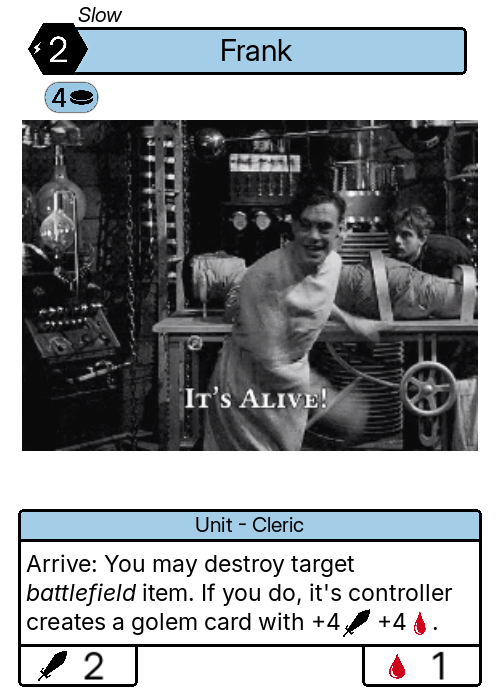 Slow
2
Frank
4
IT'S ALIVE!
Unit - Cleric
Arrive: You may destroy target
battlefield item. If you do, it's controller
creates a golem card with +4 +4 .
2
1